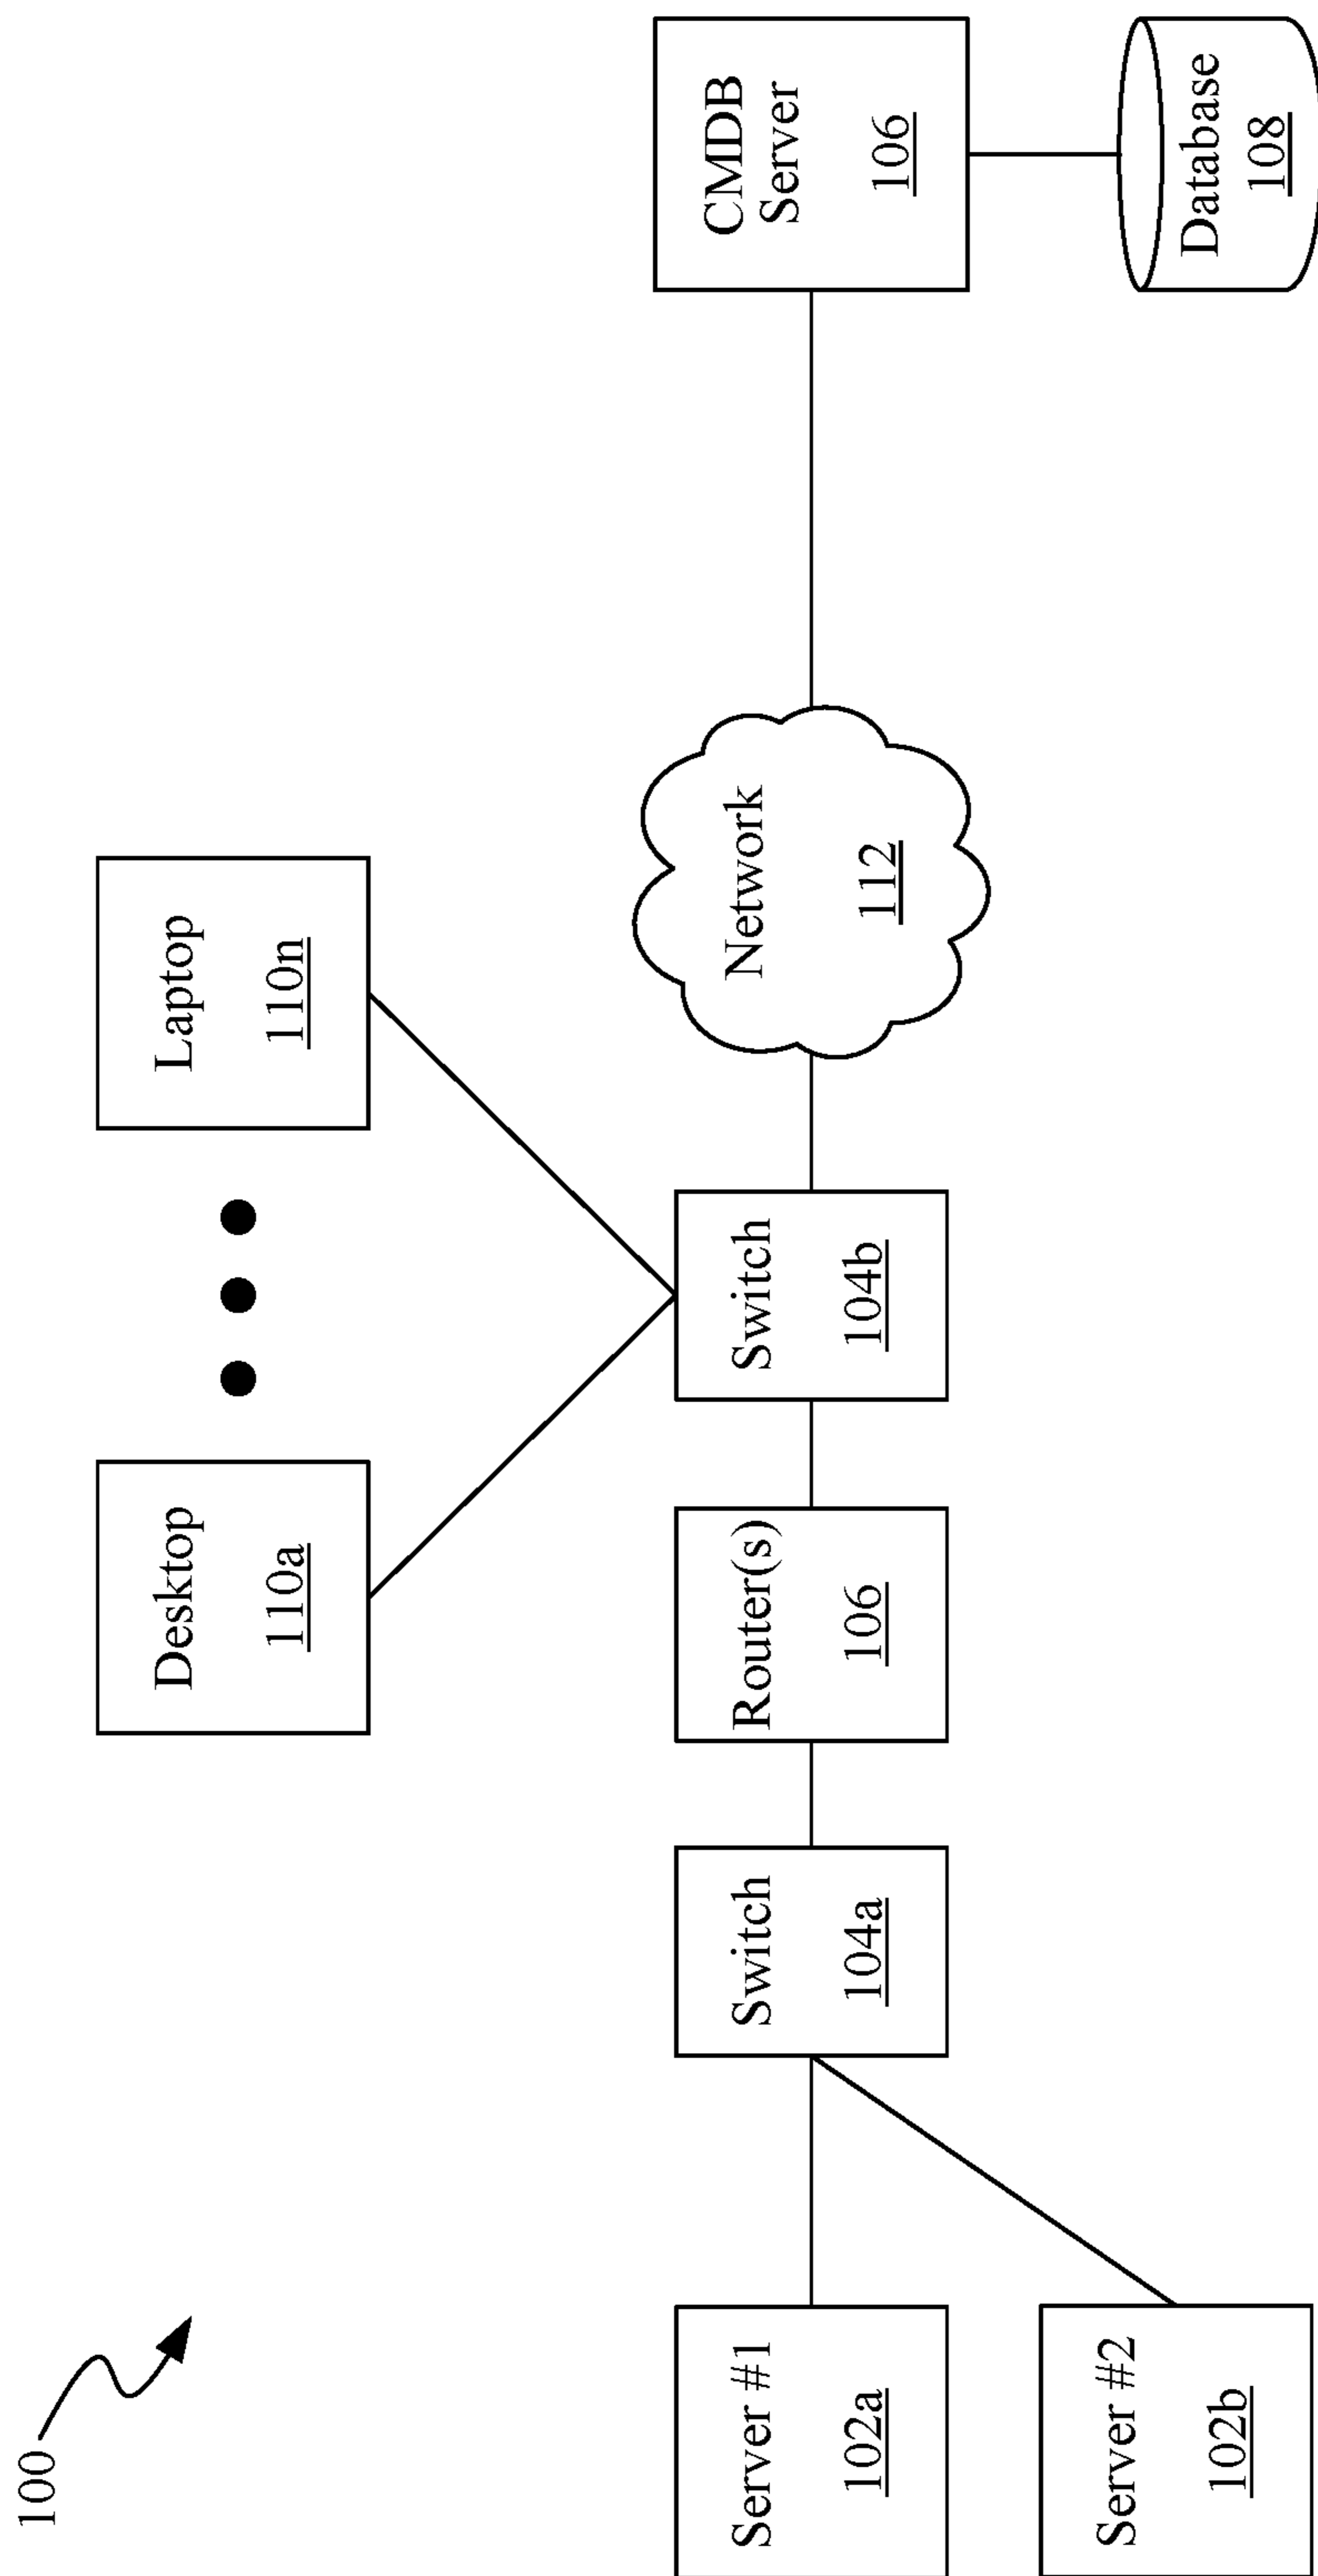 100
Desktop
110a
Laptop
110n
Server #1
102a
Switch
104a
Router(s)
106
Switch
104b
Network
112
CMDB
Server
106
Server #2
102b
Database
108